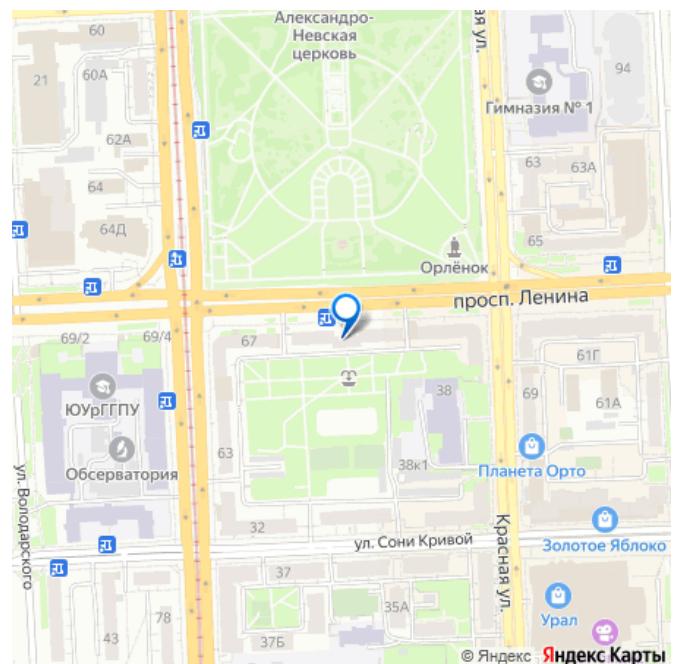 60
Александро-
Невская
церковь
ая ул.
21
60А
94
Гимназия № 1
62А
63
63А
64
64Д
65
Орлёнок
просп. Ленина
69/2
69/4
67
61Г
ЮУрГГПУ
38
69
61А
63
Обсерватория
38к1
Планета Орто
ул. Володарского
32
ул. Сони Кривой
Золотое Яблоко
Красная ул.
37
35А
Урал
43
78
37Б
© Яндекс Яндекс Карты